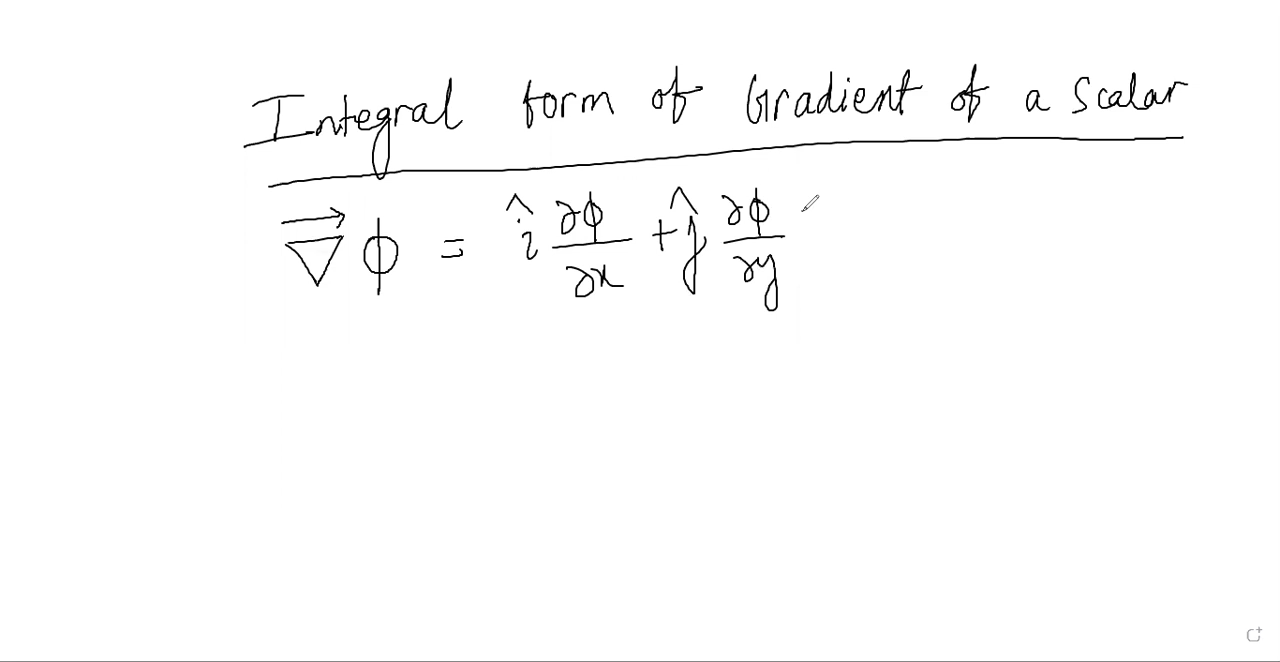 Integral form of Gradient of a Scalar
∇⃗ϕ = î ∂ϕ/∂x + ĵ ∂ϕ/∂y